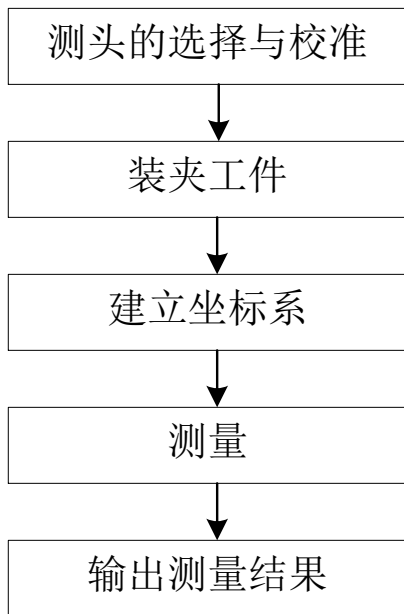 测头的选择与校准
装夹工件
建立坐标系
测量
输出测量结果